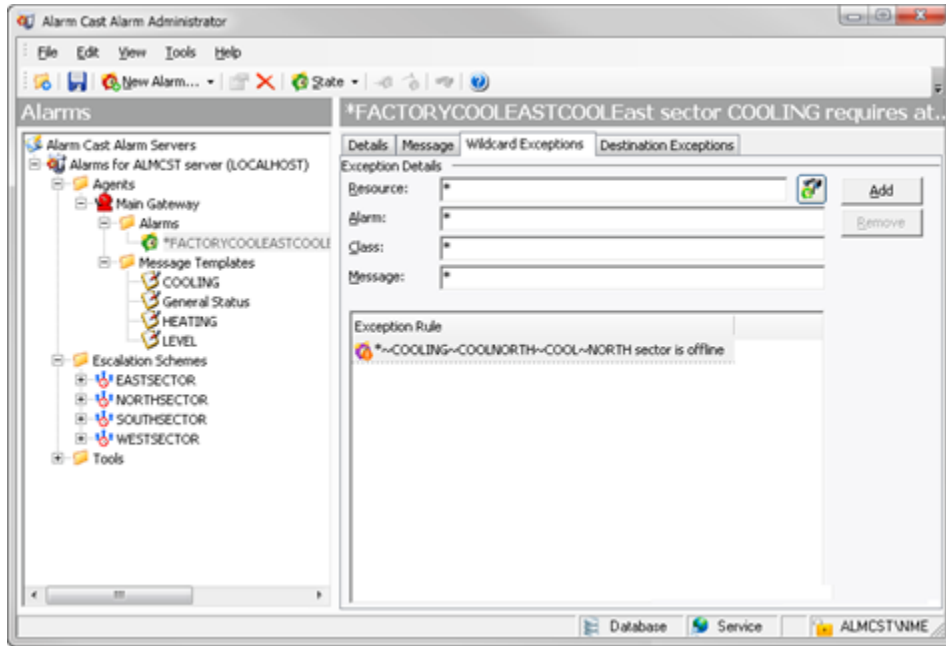 Alarm Cast Alarm Administrator
File Edit View Tools Help
New Alarm... State
Alarms
*FACTORYCOOLEASTCOOLEast sector COOLING requires at..
Alarm Cast Alarm Servers
Alarms for ALMCST server (LOCALHOST)
Agents
Main Gateway
Alarms
*FACTORYCOOLEASTCOOLE
Message Templates
COOLING
General Status
HEATING
LEVEL
Escalation Schemes
EASTSECTOR
NORTHSECTOR
SOUTHSECTOR
WESTSECTOR
Tools
Details Message Wildcard Exceptions Destination Exceptions
Exception Details
Resource: * Add
Alarm: * Remove
Class: *
Message: *
Exception Rule
*~COOLING~COOLNORTH~COOL~NORTH sector is offline
Database Service ALMCST\NME